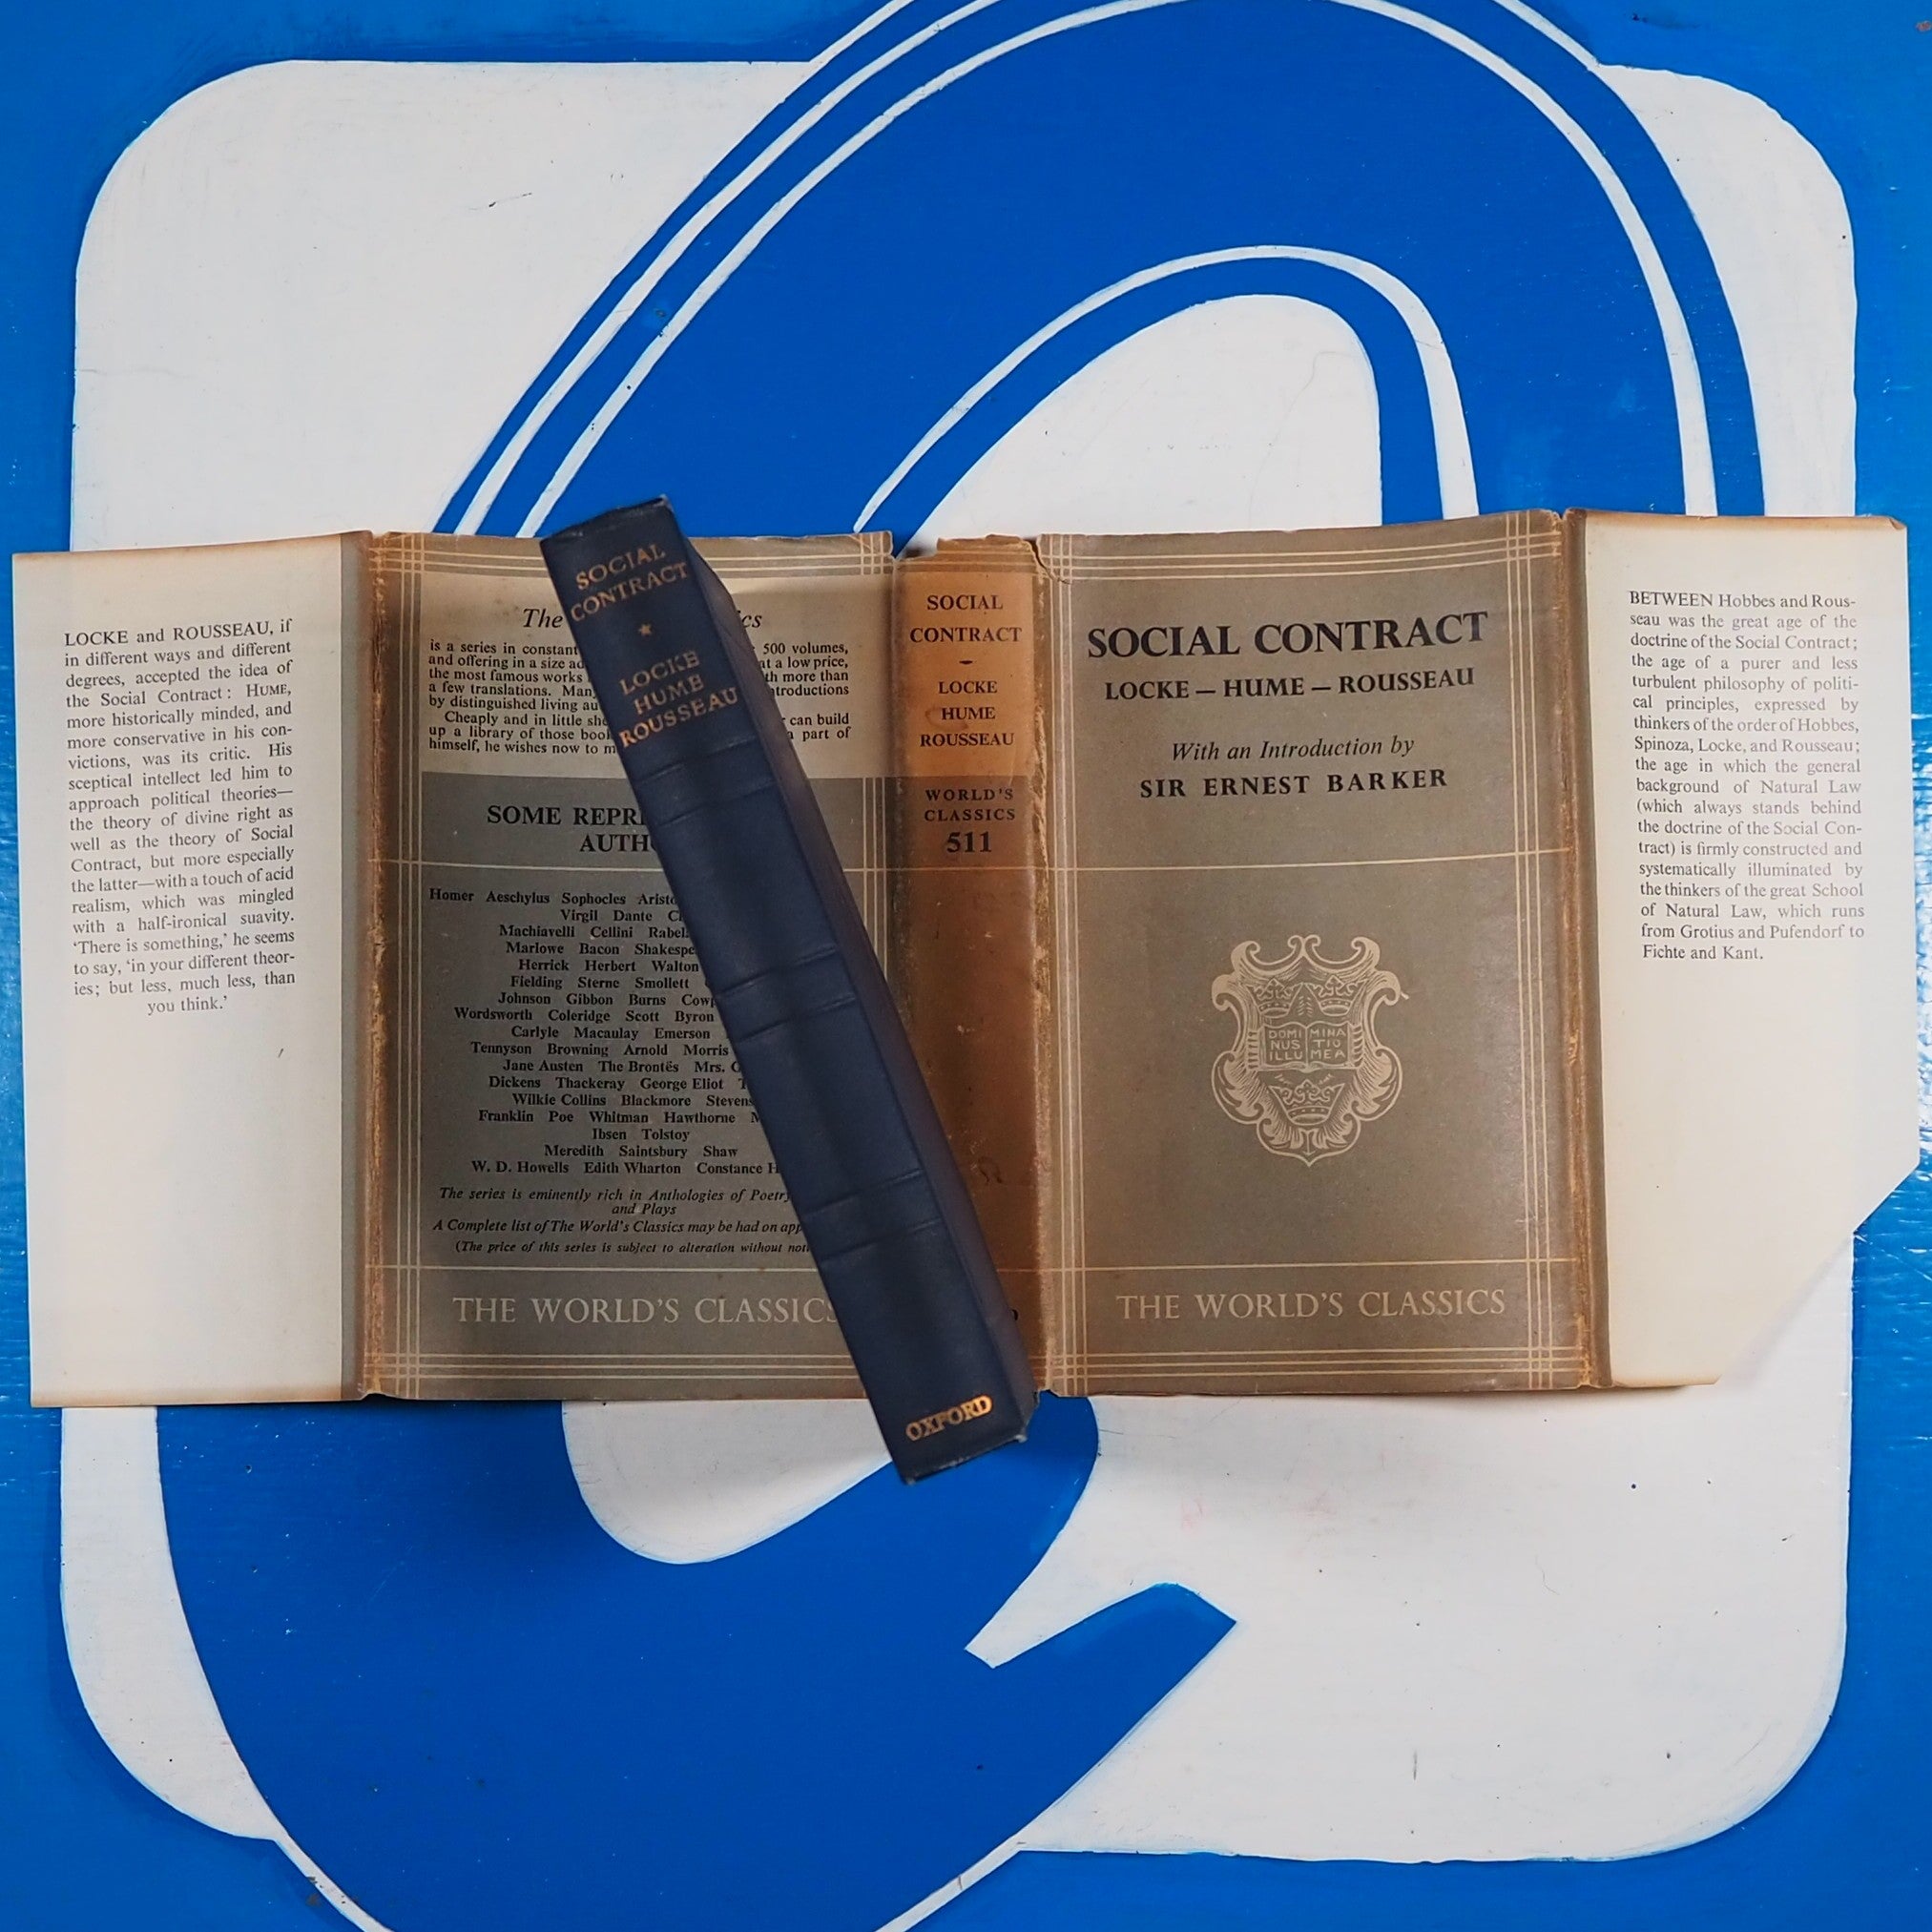 LOCKE and ROUSSEAU, if
in different ways and different
degrees, accepted the idea of
the Social Contract: HUME,
more historically minded, and
more conservative in his con-
victions, was its critic. His
sceptical intellect led him to
approach political theories—
the theory of divine right as
well as the theory of Social
Contract, but more especially
the latter—with a touch of acid
realism, which was mingled
with a half-ironical suavity.
‘There is something,’ he seems
to say, ‘in your different theor-
ies; but less, much less, than
you think.’
The
is a series in constant 500 volumes,
and offering in a size at a low price,
the most famous works more than
a few translations.
by distinguished living
Cheaply and in little can build
up a library of those part of
himself, he wishes now to
SOME
Homer Aeschylus Sophocles
Virgil Dante
Machiavelli Cellini
Marlowe Bacon
Herrick Herbert Walton
Fielding Sterne Smollett
Johnson Gibbon Burns
Wordsworth Coleridge Scott Byron
Carlyle Macaulay Emerson
Tennyson Browning Arnold Morris
Jane Austen The Brontës Mrs.
Dickens Thackeray George Eliot
Wilkie Collins Blackmore
Franklin Poe Whitman Hawthorne
Ibsen Tolstoy
Meredith Saintsbury Shaw
W. D. Howells Edith Wharton Constance
The series is eminently rich in Anthologies of Poetry
and Plays
A Complete list of The World's Classics may be had on
(The price of this series is subject to alteration without
THE WORLD'S CLASSICS
SOCIAL
CONTRACT
★
LOCKE
HUME
ROUSSEAU
OXFORD
SOCIAL
CONTRACT
-
LOCKE
HUME
ROUSSEAU
WORLD'S
CLASSICS
511
SOCIAL CONTRACT
LOCKE — HUME — ROUSSEAU
With an Introduction by
SIR ERNEST BARKER
DOMI MINA
NUS TIO
ILLU MEA
THE WORLD'S CLASSICS
BETWEEN Hobbes and Rous-
seau was the great age of the
doctrine of the Social Contract;
the age of a purer and less
turbulent philosophy of politi-
cal principles, expressed by
thinkers of the order of Hobbes,
Spinoza, Locke, and Rousseau;
the age in which the general
background of Natural Law
(which always stands behind
the doctrine of the Social Con-
tract) is firmly constructed and
systematically illuminated by
the thinkers of the great School
of Natural Law, which runs
from Grotius and Pufendorf to
Fichte and Kant.